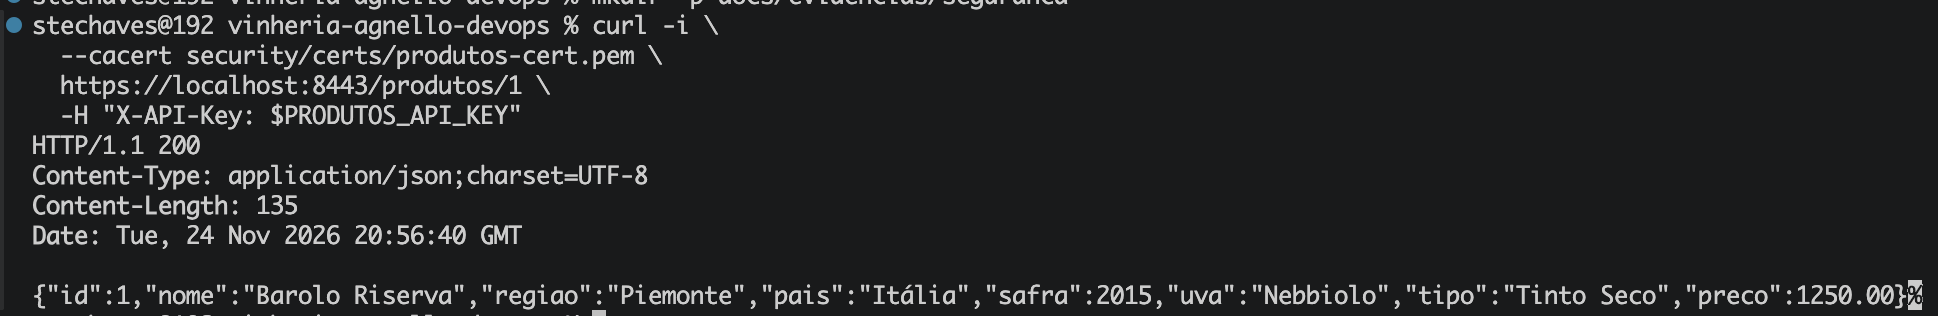 stechaves@192 vinheria-agnello-devops % curl -i \
  --cacert security/certs/produtos-cert.pem \
  https://localhost:8443/produtos/1 \
  -H "X-API-Key: $PRODUTOS_API_KEY"
HTTP/1.1 200
Content-Type: application/json;charset=UTF-8
Content-Length: 135
Date: Tue, 24 Nov 2026 20:56:40 GMT
{"id":1,"nome":"Barolo Riserva","regiao":"Piemonte","pais":"Itália","safra":2015,"uva":"Nebbiolo","tipo":"Tinto Seco","preco":1250.00}%